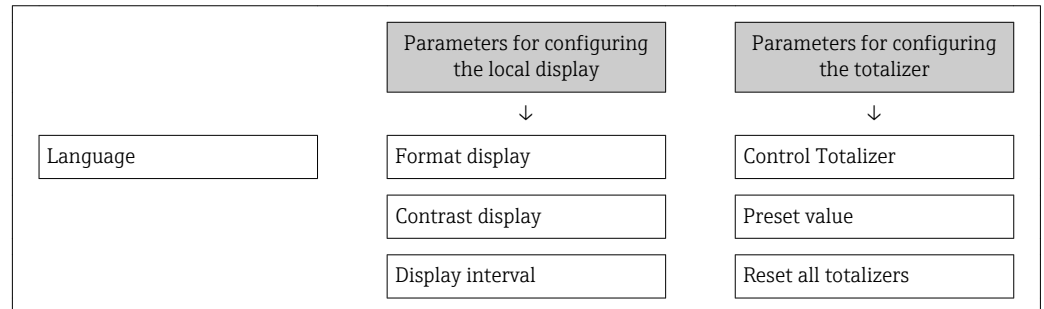 Parameters for configuring
the local display
Parameters for configuring
the totalizer
↓
↓
Language
Format display
Control Totalizer
Contrast display
Preset value
Display interval
Reset all totalizers